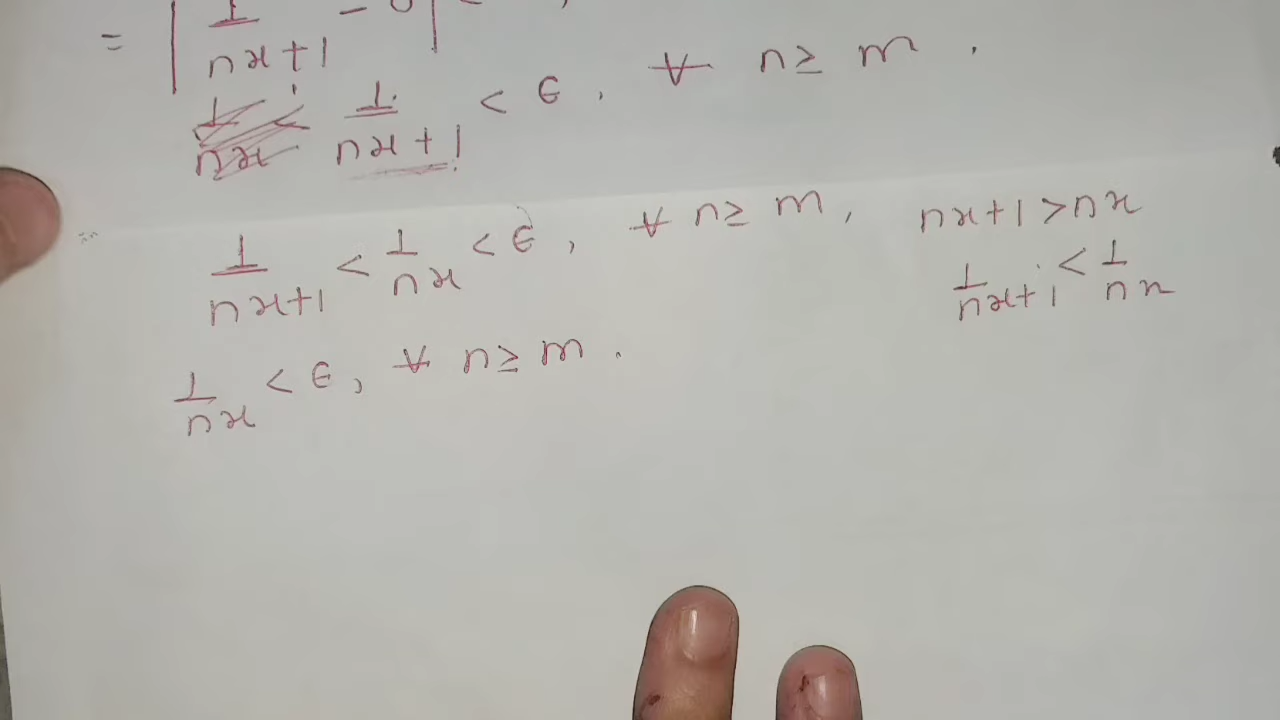 = | 1/(nx+1) - 0 | <
1/(nx+1) < ϵ, ∀ n ≥ m.
1/(nx+1) < 1/(nx) < ϵ, ∀ n ≥ m, nx+1 > nx
1/(nx+1) < 1/(nx)
1/(nx) < ϵ, ∀ n ≥ m.